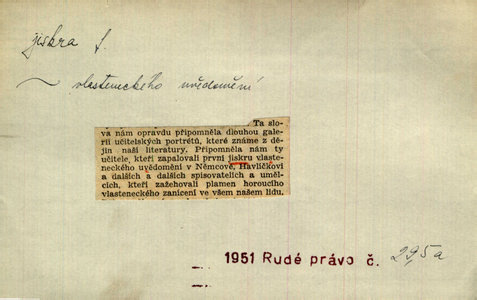 jiskra f.
~ vlasteneckého uvědomění
Ta slo-
va nám opravdu připomněla dlouhou gale-
rii učitelských portrétů, které známe z dě-
jin naší literatury. Připomněla nám ty
učitele, kteří zapalovali první jiskru vlaste-
neckého uvědomění v Němcové, Havlíčkovi
a dalších a dalších spisovatelích a uměl-
cích, kteří zažehovali plamen horoucího
vlasteneckého zanícení ve všem našem lidu.
1951 Rudé právo č. 295a